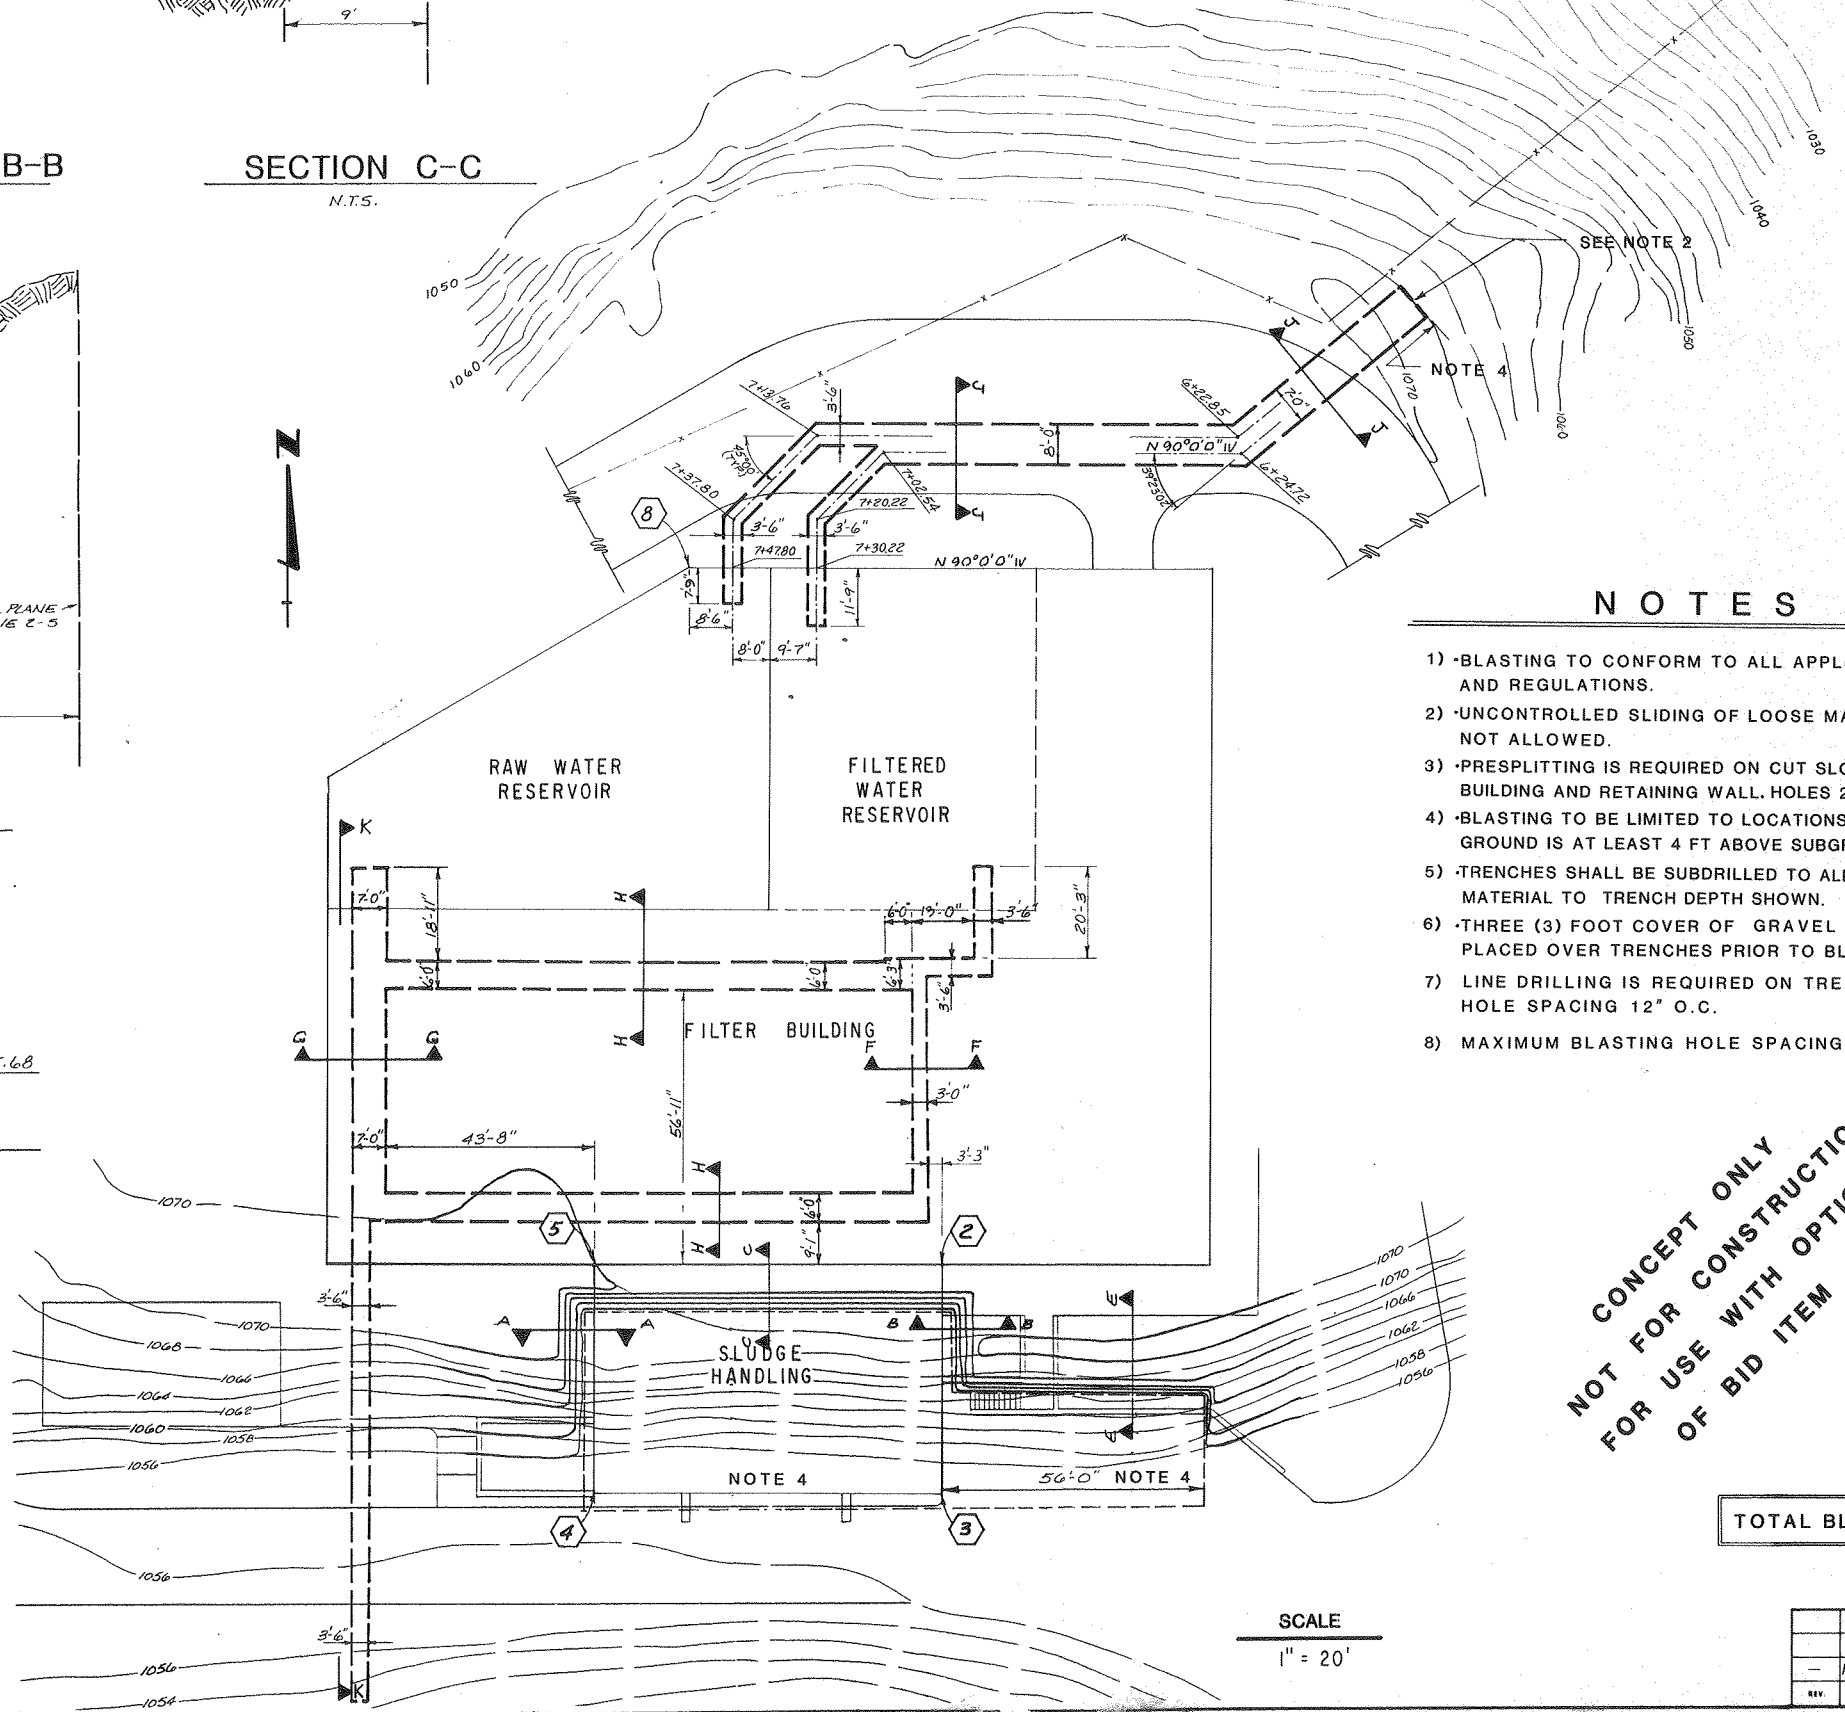 9'
B-B
SECTION C-C
N.T.S.
1030
1040
SEE NOTE 2
1050
1060
1050
NOTE 4
1070
1060
N
7+13.76
3'-6"
6+22.85
7'-0"
J
J
8'-0"
N 90°0'0" W
45°00'
(TYP.)
39°23'02"
6+24.72
7+37.80
7+02.54
7+20.22
8
3'-6"
3'-6"
7+47.80
7+30.22
N 90°0'0" W
7'-9"
11'-9"
8'-6"
8'-0"
9'-7"
PLANE
NOTES
1) BLASTING TO CONFORM TO ALL
AND REGULATIONS.
2) UNCONTROLLED SLIDING OF LOOSE
NOT ALLOWED.
3) PRESPLITTING IS REQUIRED ON CUT
BUILDING AND RETAINING WALL. HOLES 2
4) BLASTING TO BE LIMITED TO LOCATIONS
GROUND IS AT LEAST 4 FT ABOVE
5) TRENCHES SHALL BE SUBDRILLED TO
MATERIAL TO TRENCH DEPTH SHOWN.
6) THREE (3) FOOT COVER OF GRAVEL
PLACED OVER TRENCHES PRIOR TO
7) LINE DRILLING IS REQUIRED ON
HOLE SPACING 12" O.C.
8) MAXIMUM BLASTING HOLE SPACING
RAW WATER
RESERVOIR
FILTERED
WATER
RESERVOIR
K
7'-0"
18'-11"
H
6'-0"
13'-0"
3'-6"
20'-3"
6'-0"
6'-0"
6'-3"
3'-6"
FILTER BUILDING
H
G
G
F
F
.68
3'-0"
56'-11"
7'-0"
43'-8"
3'-3"
H
H
6'-0"
9'-1"
1070
5
2
U
U
3'-6"
A
A
B
B
1070
1068
1066
1064
1062
1060
1058
1056
SLUDGE
HANDLING
1070
1070
1066
1062
1058
1056
NOTE 4
56'-0"
NOTE 4
4
3
1056
3'-6"
1056
K
1054
SCALE
1" = 20'
CONCEPT ONLY
NOT FOR
FOR USE WITH
OF BID ITEM
TOTAL
REV.